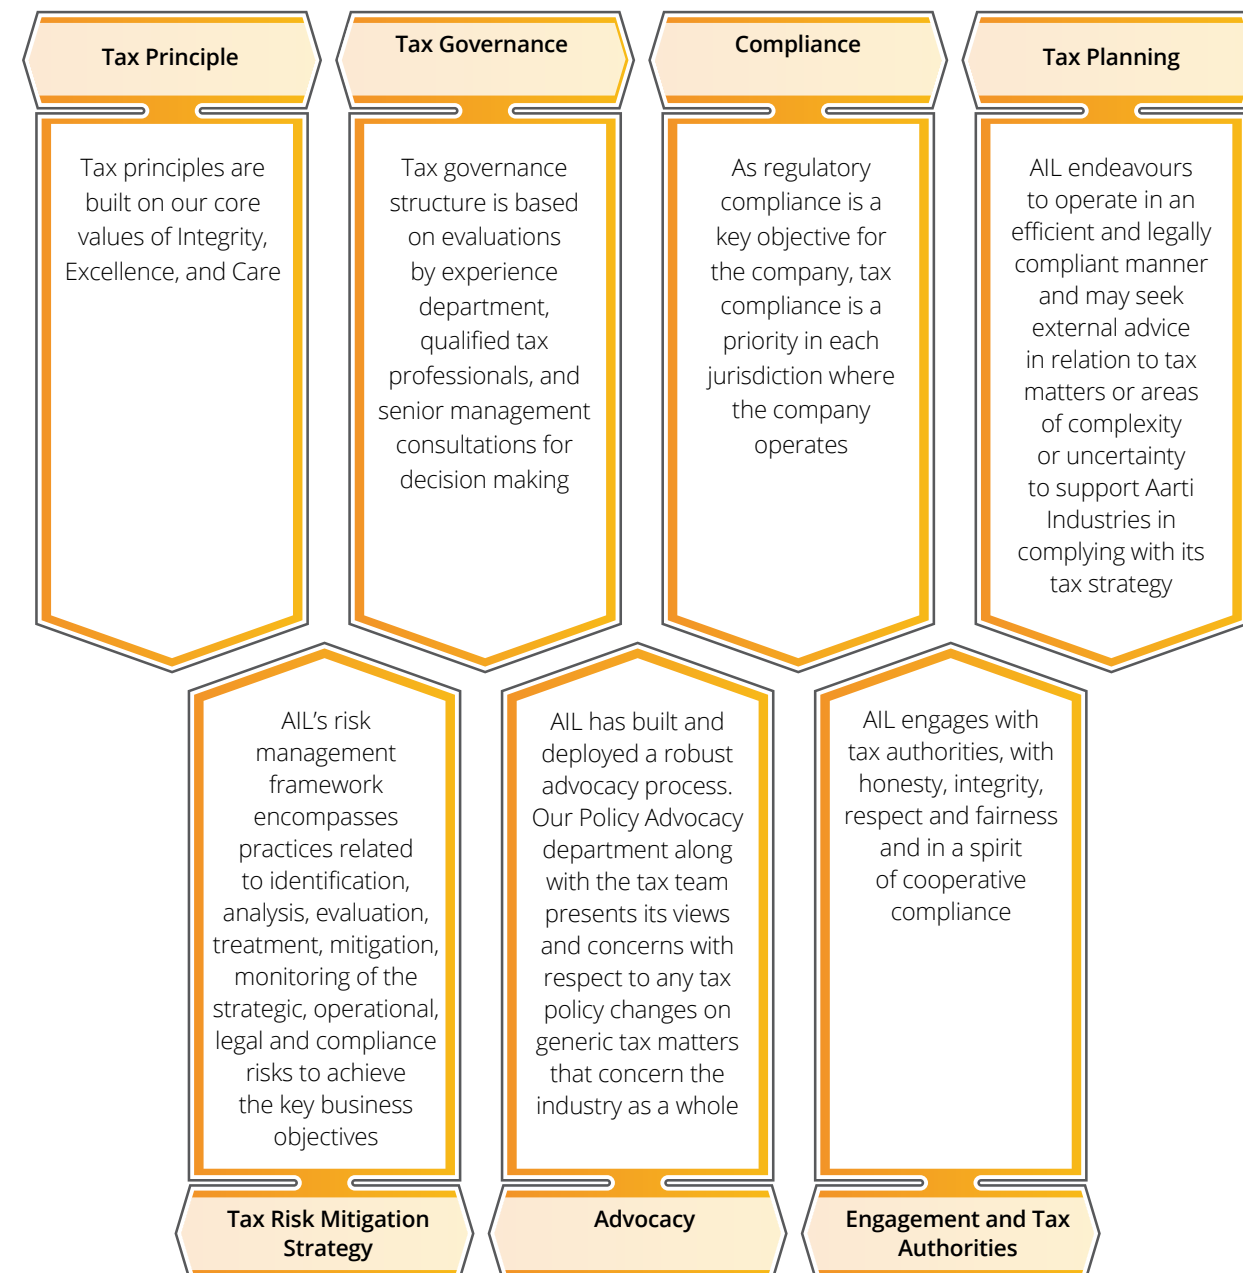 Tax Principle
Tax principles are
built on our core
values of Integrity,
Excellence, and Care
Tax Governance
Tax governance
structure is based
on evaluations
by experience
department,
qualified tax
professionals, and
senior management
consultations for
decision making
Compliance
As regulatory
compliance is a
key objective for
the company, tax
compliance is a
priority in each
jurisdiction where
the company
operates
Tax Planning
AIL endeavours
to operate in an
efficient and legally
compliant manner
and may seek
external advice
in relation to tax
matters or areas
of complexity
or uncertainty
to support Aarti
Industries in
complying with its
tax strategy
AIL’s risk
management
framework
encompasses
practices related
to identification,
analysis, evaluation,
treatment, mitigation,
monitoring of the
strategic, operational,
legal and compliance
risks to achieve
the key business
objectives
Tax Risk Mitigation
Strategy
AIL has built and
deployed a robust
advocacy process.
Our Policy Advocacy
department along
with the tax team
presents its views
and concerns with
respect to any tax
policy changes on
generic tax matters
that concern the
industry as a whole
Advocacy
AIL engages with
tax authorities, with
honesty, integrity,
respect and fairness
and in a spirit
of cooperative
compliance
Engagement and Tax
Authorities